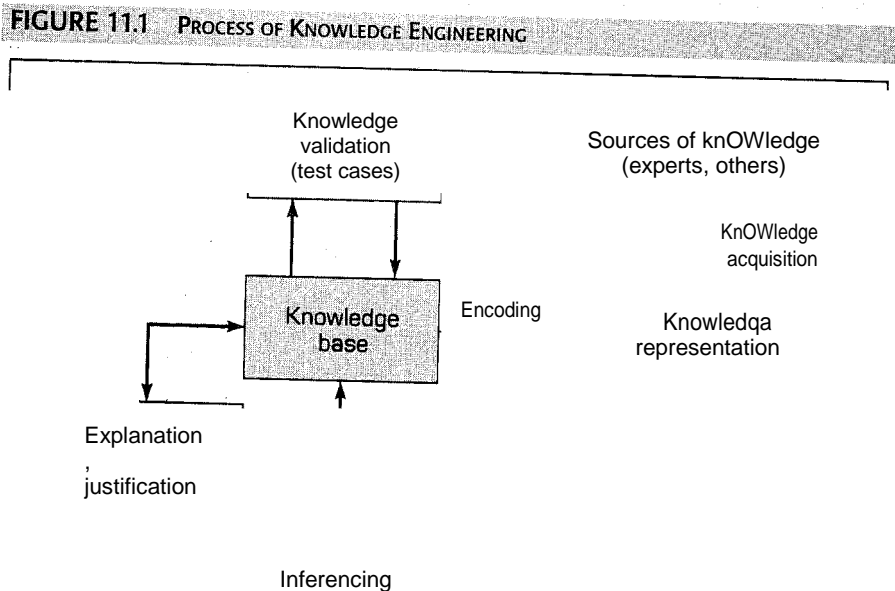 FIGURE 11.1 PROCESS OF KNOWLEDGE ENGINEERING
Knowledge
validation
(test cases)
Sources of knOWledge
(experts, others)
KnOWledge
acquisition
Knowledge
base
Encoding
Knowledqa
representation
Explanation
,
justification
Inferencing